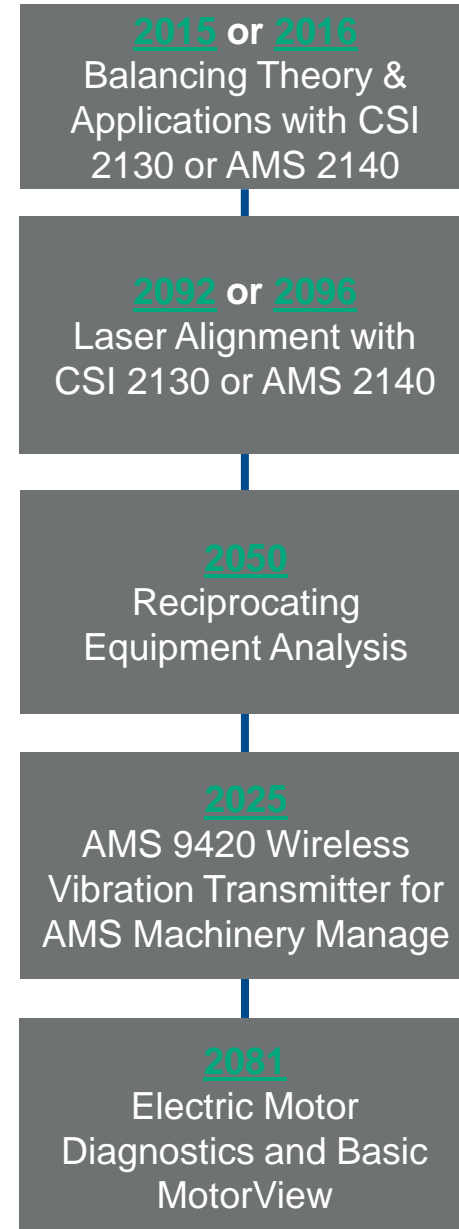 2015 or 2016
Balancing Theory &
Applications with CSI
2130 or AMS 2140
2092 or 2096
Laser Alignment with
CSI 2130 or AMS 2140
2050
Reciprocating
Equipment Analysis
2025
AMS 9420 Wireless
Vibration Transmitter for
AMS Machinery Manage
2081
Electric Motor
Diagnostics and Basic
MotorView